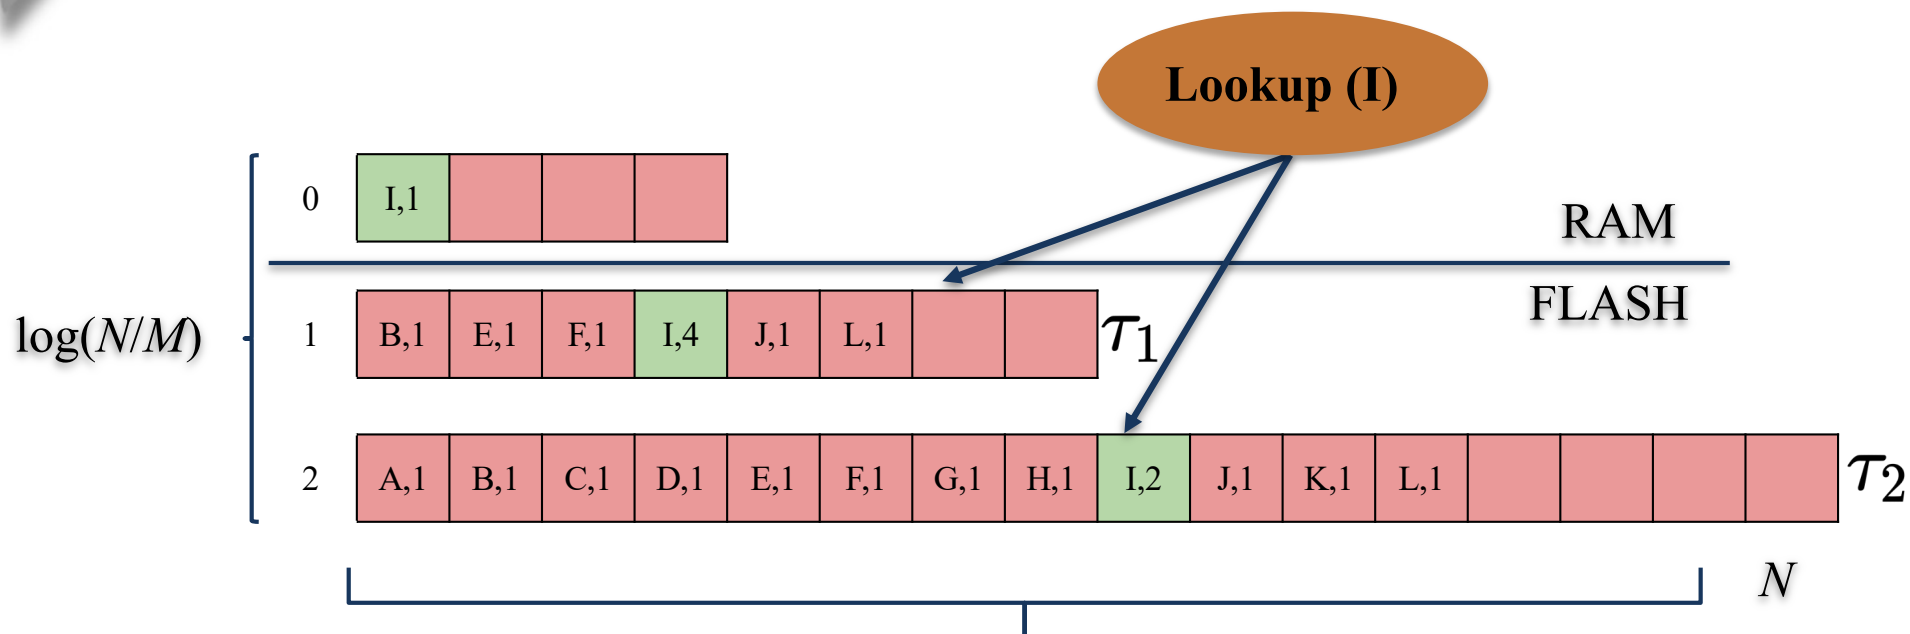 Lookup (I)
0 I,1
RAM
FLASH
log(N/M)
1 B,1 E,1 F,1 I,4 J,1 L,1 τ1
2 A,1 B,1 C,1 D,1 E,1 F,1 G,1 H,1 I,2 J,1 K,1 L,1 τ2
N